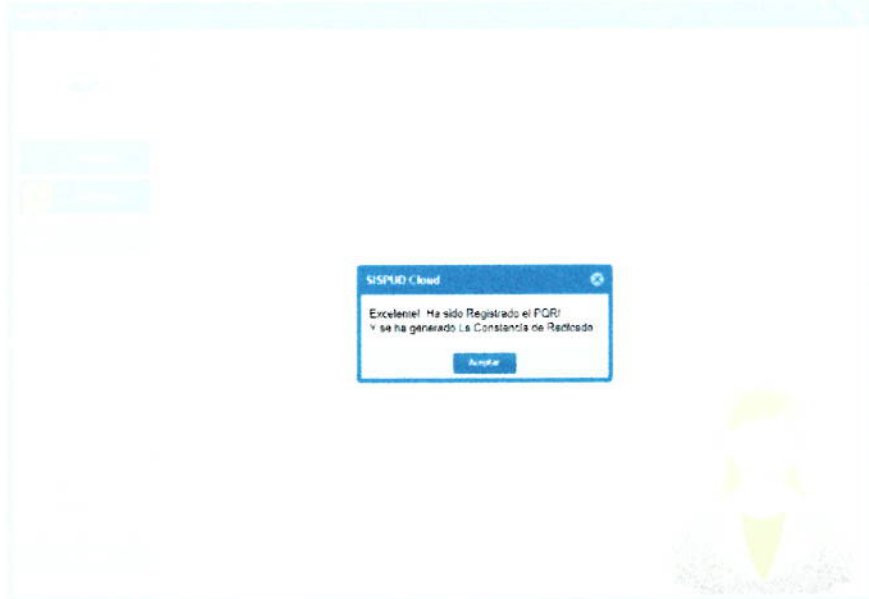 SISPUD Cloud
Excelente! Ha sido Registrado el PQR!
Y se ha generado La Constancia de Radicado
Aceptar